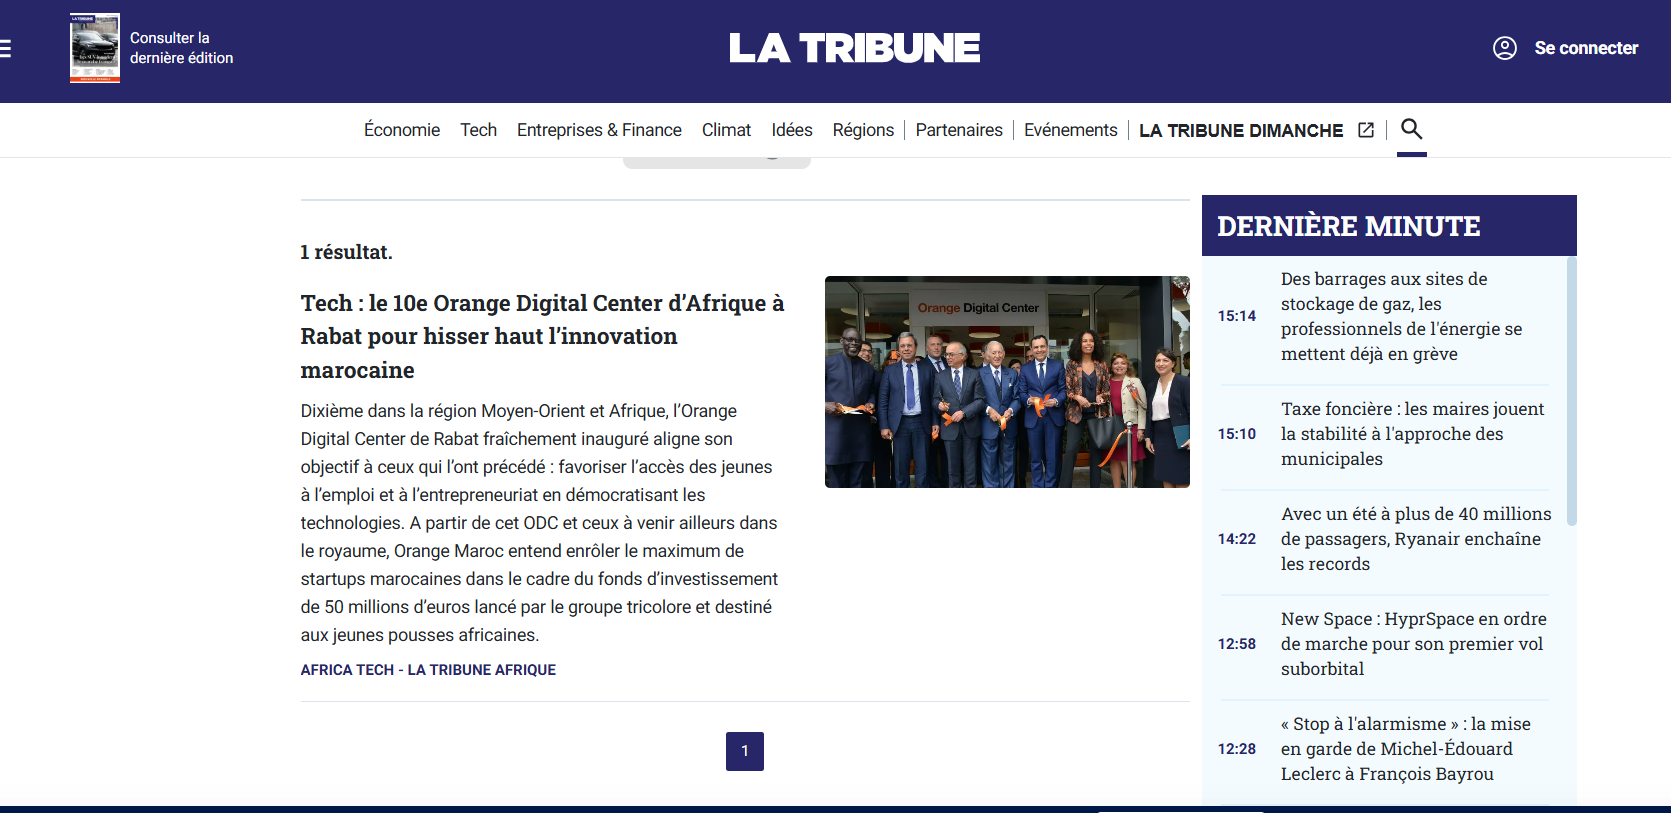 LA TRIBUNE
Consulter la
dernière édition
LA TRIBUNE
Se connecter
Économie Tech Entreprises & Finance Climat Idées Régions Partenaires Evénements LA TRIBUNE DIMANCHE
1 résultat.
Tech : le 10e Orange Digital Center d’Afrique à
Rabat pour hisser haut l’innovation
marocaine
Dixième dans la région Moyen-Orient et Afrique, l’Orange
Digital Center de Rabat fraîchement inauguré aligne son
objectif à ceux qui l’ont précédé : favoriser l’accès des jeunes
à l’emploi et à l’entrepreneuriat en démocratisant les
technologies. A partir de cet ODC et ceux à venir ailleurs dans
le royaume, Orange Maroc entend enrôler le maximum de
startups marocaines dans le cadre du fonds d’investissement
de 50 millions d’euros lancé par le groupe tricolore et destiné
aux jeunes pousses africaines.
AFRICA TECH - LA TRIBUNE AFRIQUE
Orange Digital Center
1
DERNIÈRE MINUTE
15:14
Des barrages aux sites de
stockage de gaz, les
professionnels de l'énergie se
mettent déjà en grève
15:10
Taxe foncière : les maires jouent
la stabilité à l'approche des
municipales
14:22
Avec un été à plus de 40 millions
de passagers, Ryanair enchaîne
les records
12:58
New Space : HyprSpace en ordre
de marche pour son premier vol
suborbital
12:28
« Stop à l'alarmisme » : la mise
en garde de Michel-Édouard
Leclerc à François Bayrou